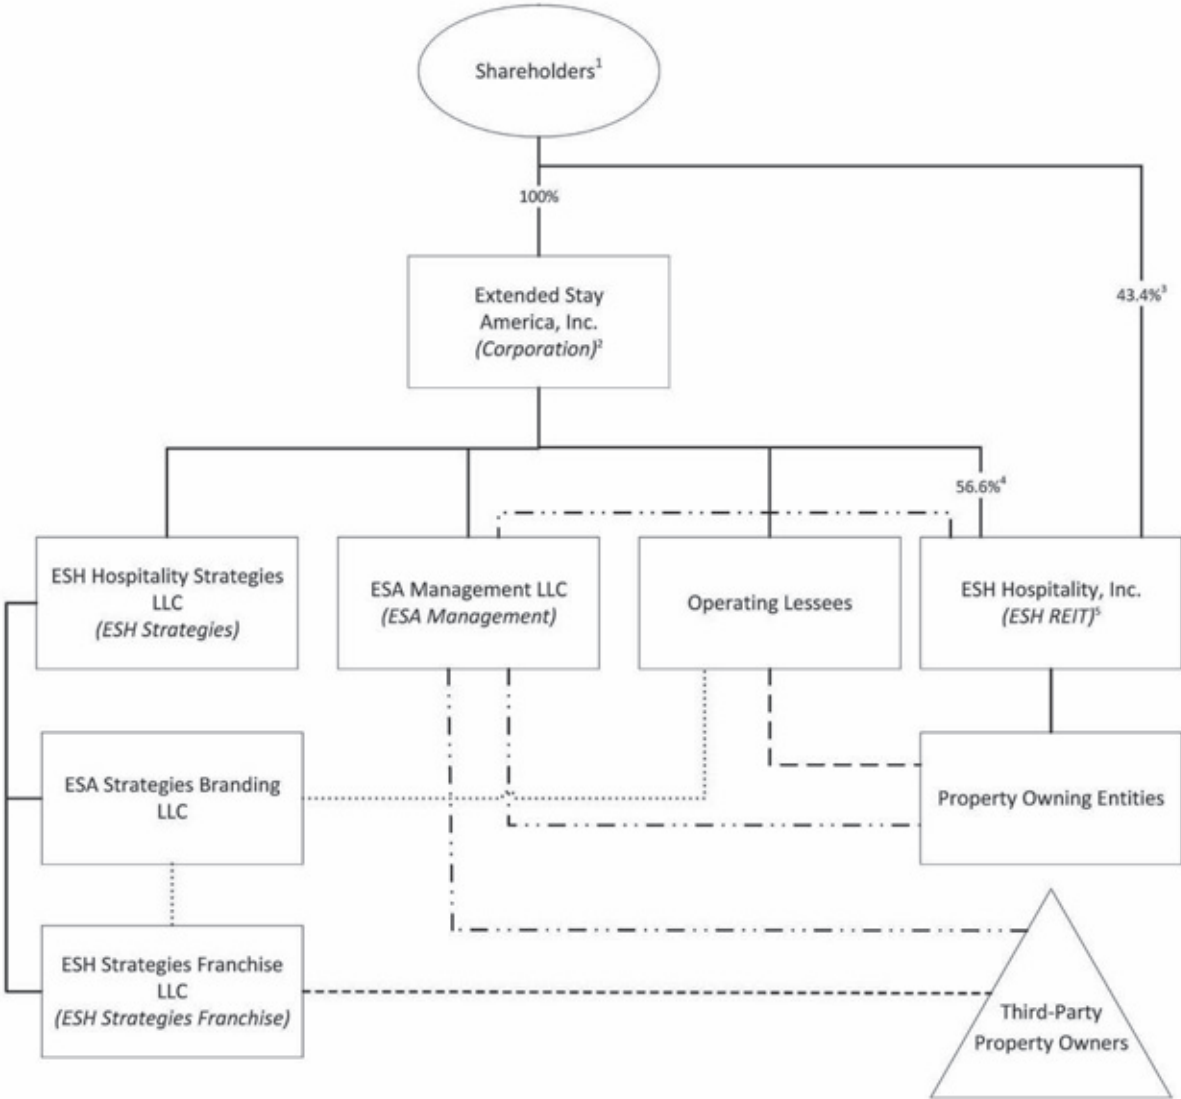 Shareholders¹
100%
43.4%³
Extended Stay
America, Inc.
(Corporation)²
56.6%⁴
ESH Hospitality Strategies
LLC
(ESH Strategies)
ESA Management LLC
(ESA Management)
Operating Lessees
ESH Hospitality, Inc.
(ESH REIT)⁵
ESA Strategies Branding
LLC
Property Owning Entities
ESH Strategies Franchise
LLC
(ESH Strategies Franchise)
Third-Party
Property Owners